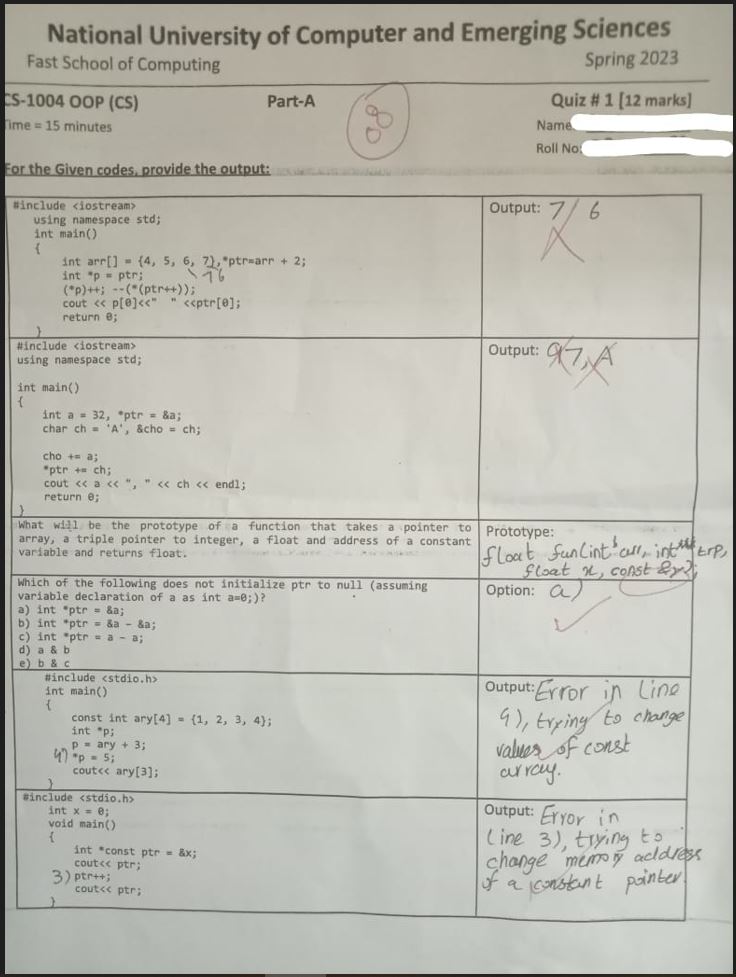 National University of Computer and Emerging Sciences
Fast School of Computing
Spring 2023
CS-1004 OOP (CS)
Part-A
08
Quiz # 1 [12 marks]
Time = 15 minutes
Name
Roll No:
For the Given codes, provide the output:
#include <iostream>
using namespace std;
int main()
{
int arr[] = {4, 5, 6, 7},*ptr=arr + 2;
int *p = ptr;
76
(*p)++; --(*(ptr++));
cout << p[0]<<" " <<ptr[0];
return 0;
}
Output: 7/ 6
#include <iostream>
using namespace std;
int main()
{
int a = 32, *ptr = &a;
char ch = 'A', &cho = ch;
cho += a;
*ptr += ch;
cout << a << ", " << ch << endl;
return 0;
}
Output: 97, A
What will be the prototype of a function that takes a pointer to
array, a triple pointer to integer, a float and address of a constant
variable and returns float.
Prototype:
float fun(int* arr, int*** trp,
float x, const &y);
Which of the following does not initialize ptr to null (assuming
variable declaration of a as int a=0;)?
a) int *ptr = &a;
b) int *ptr = &a - &a;
c) int *ptr = a - a;
d) a & b
e) b & c
Option: a)
#include <stdio.h>
int main()
{
const int ary[4] = {1, 2, 3, 4};
int *p;
p = ary + 3;
4) *p = 5;
cout<< ary[3];
}
Output: Error in line
4), trying to change
values of const
array.
#include <stdio.h>
int x = 0;
void main()
{
int *const ptr = &x;
cout<< ptr;
3) ptr++;
cout<< ptr;
}
Output: Error in
line 3), trying to
change memory address
of a constant pointer.